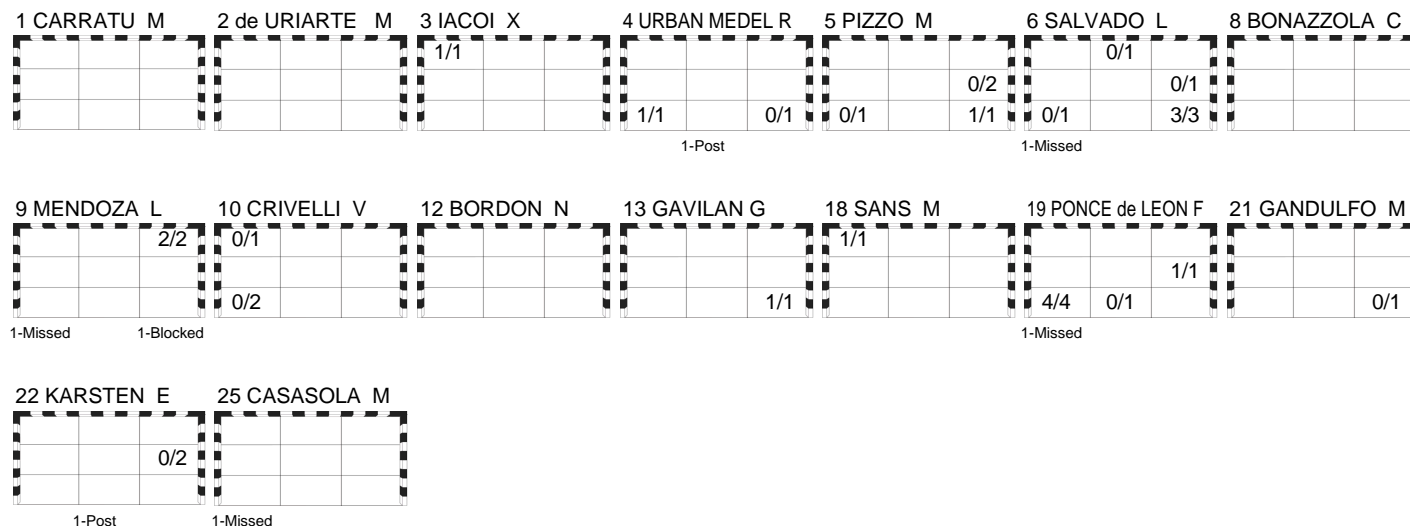 1 CARRATU M 2 de URIARTE M 3 IACOI X 4 URBAN MEDEL R 5 PIZZO M 6 SALVADO L 8 BONAZZOLA C
1/1 0/1
0/2 0/1
1/1 0/1 0/1 1/1 0/1 3/3
1-Post 1-Missed
9 MENDOZA L 10 CRIVELLI V 12 BORDON N 13 GAVILAN G 18 SANS M 19 PONCE de LEON F 21 GANDULFO M
2/2 0/1 1/1
1/1
0/2 1/1 4/4 0/1 0/1
1-Missed 1-Blocked 1-Missed
22 KARSTEN E 25 CASASOLA M
0/2
1-Post 1-Missed